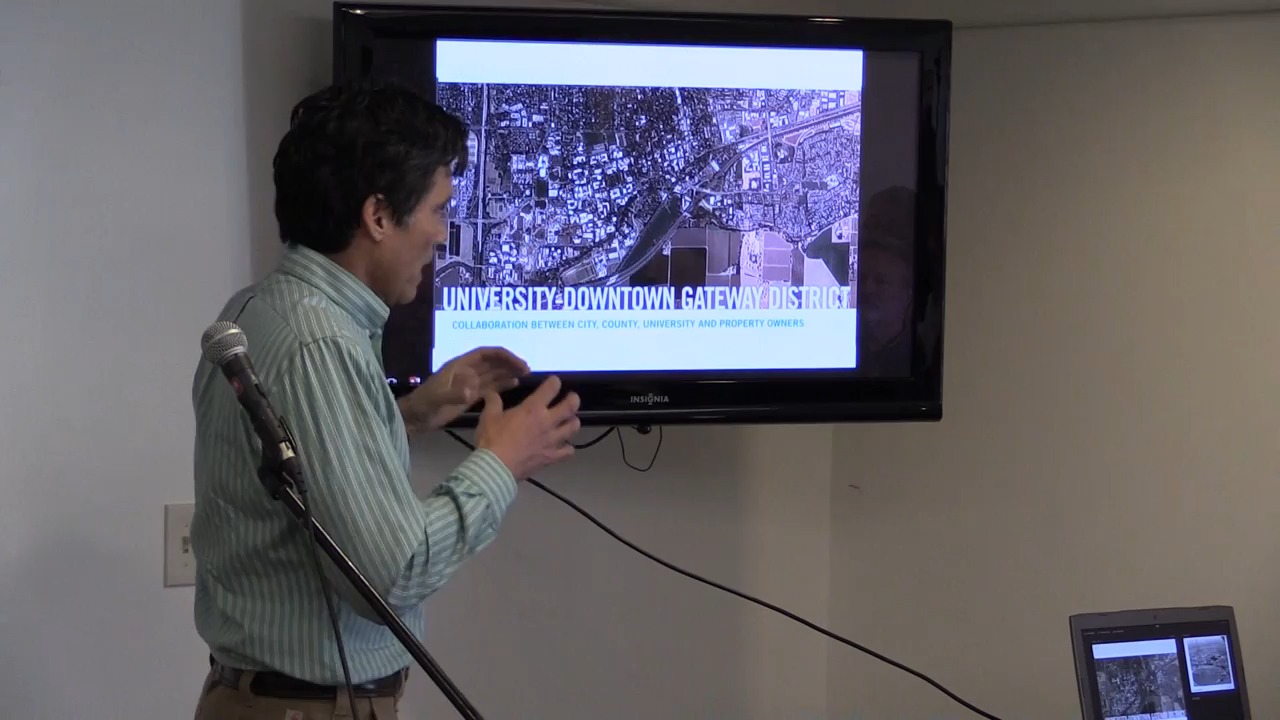 UNIVERSITY-DOWNTOWN GATEWAY DISTRICT
COLLABORATION BETWEEN CITY, COUNTY, UNIVERSITY AND PROPERTY OWNERS
INSIGNIA